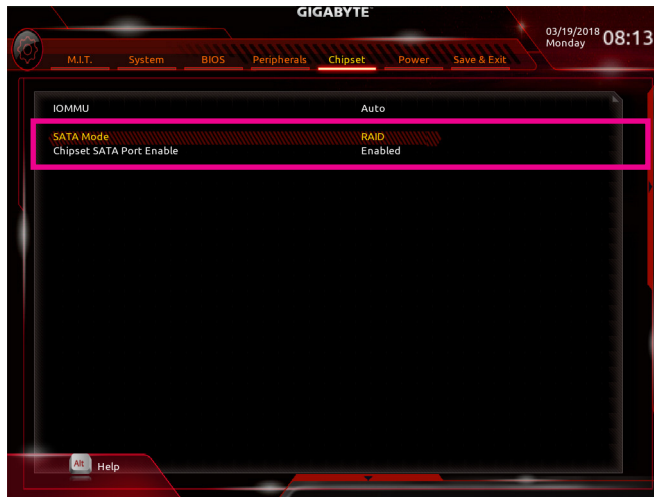 GIGABYTE
03/19/2018 08:13
Monday
M.I.T. System BIOS Peripherals Chipset Power Save & Exit
IOMMU Auto
SATA Mode RAID
Chipset SATA Port Enable Enabled
Alt Help